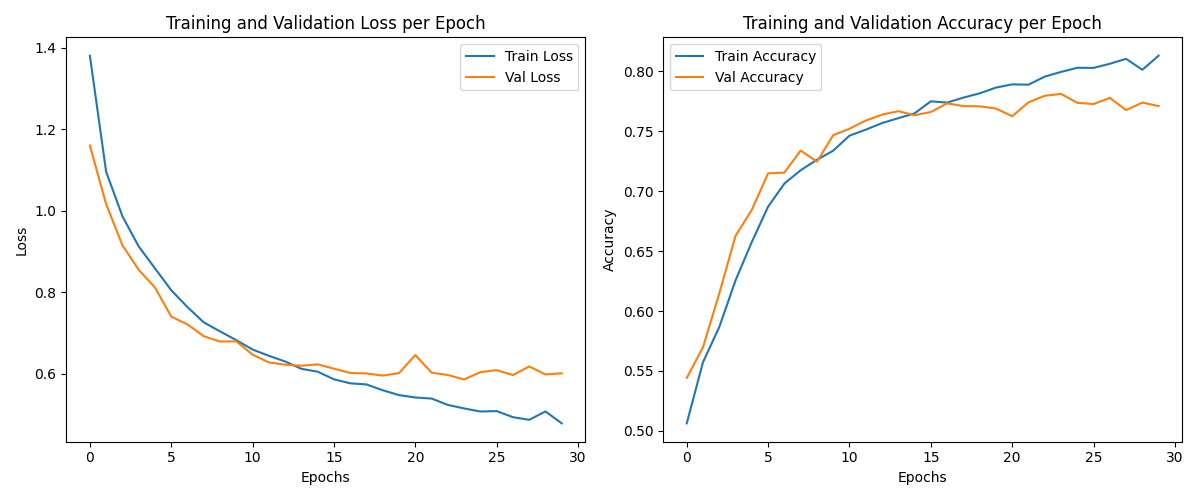 Training and Validation Loss per Epoch
1.4
1.2
1.0
0.8
0.6
Loss
Train Loss
Val Loss
0 5 10 15 20 25 30
Epochs
Training and Validation Accuracy per Epoch
0.80
0.75
0.70
0.65
0.60
0.55
0.50
Accuracy
Train Accuracy
Val Accuracy
0 5 10 15 20 25 30
Epochs